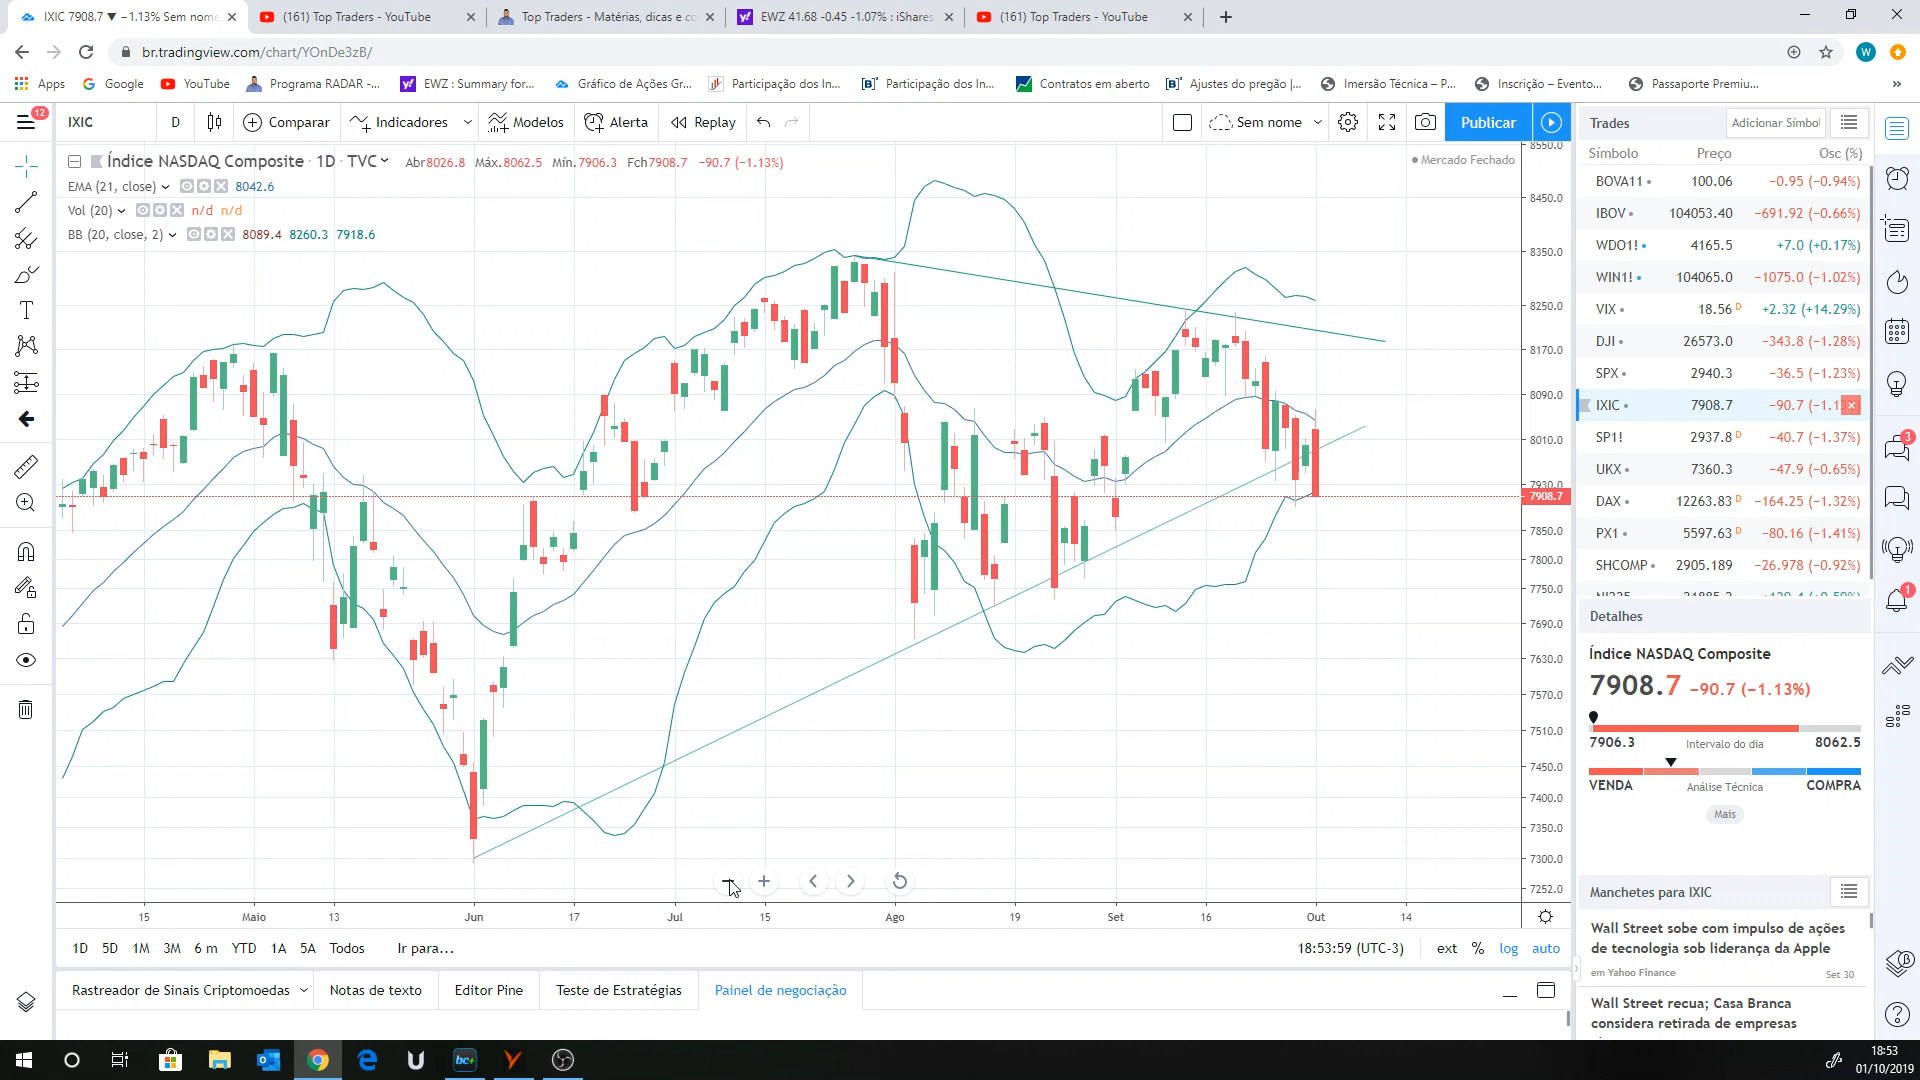 IXIC 7908.7 ▼ −1.13% Sem nome
(161) Top Traders - YouTube
Top Traders - Matérias, dicas e co
EWZ 41.68 -0.45 -1.07% : iShares
(161) Top Traders - YouTube
br.tradingview.com/chart/YOnDe3zB/
W
Apps
Google
YouTube
Programa RADAR -...
EWZ : Summary for...
Gráfico de Ações Gr...
Participação dos In...
Participação dos In...
Contratos em aberto
Ajustes do pregão |...
Imersão Técnica – P...
Inscrição – Evento...
Passaporte Premiu...
12
IXIC
D
Comparar
Indicadores
Modelos
Alerta
Replay
Sem nome
Publicar
Índice NASDAQ Composite · 1D · TVC
Abr8026.8 Máx.8062.5 Mín.7906.3 Fch7908.7 −90.7 (−1.13%)
Mercado Fechado
EMA (21, close) 8042.6
Vol (20) n/d n/d
BB (20, close, 2) 8089.4 8260.3 7918.6
8550.0
8450.0
8350.0
8250.0
8170.0
8090.0
8010.0
7930.0
7908.7
7850.0
7800.0
7750.0
7690.0
7630.0
7570.0
7510.0
7450.0
7400.0
7350.0
7300.0
7252.0
15 Maio 13 Jun 17 Jul 15 Ago 19 Set 16 Out 14
1D 5D 1M 3M 6 m YTD 1A 5A Todos Ir para...
18:53:59 (UTC-3) ext % log auto
Rastreador de Sinais Criptomoedas
Notas de texto
Editor Pine
Teste de Estratégias
Painel de negociação
Trades
Adicionar Símbol
Símbolo Preço Osc (%)
BOVA11 100.06 −0.95 (−0.94%)
IBOV 104053.40 −691.92 (−0.66%)
WDO1! 4165.5 +7.0 (+0.17%)
WIN1! 104065.0 −1075.0 (−1.02%)
VIX 18.56 D +2.32 (+14.29%)
DJI 26573.0 −343.8 (−1.28%)
SPX 2940.3 −36.5 (−1.23%)
IXIC 7908.7 −90.7 (−1.13
SP1! 2937.8 D −40.7 (−1.37%)
UKX 7360.3 −47.9 (−0.65%)
DAX 12263.83 D −164.25 (−1.32%)
PX1 5597.63 D −80.16 (−1.41%)
SHCOMP 2905.189 −26.978 (−0.92%)
Detalhes
Índice NASDAQ Composite
7908.7 −90.7 (−1.13%)
7906.3 Intervalo do dia 8062.5
VENDA Análise Técnica COMPRA
Mais
Manchetes para IXIC
Wall Street sobe com impulso de ações
de tecnologia sob liderança da Apple
em Yahoo Finance Set 30
Wall Street recua; Casa Branca
considera retirada de empresas
3
1
bc+
18:53
01/10/2019